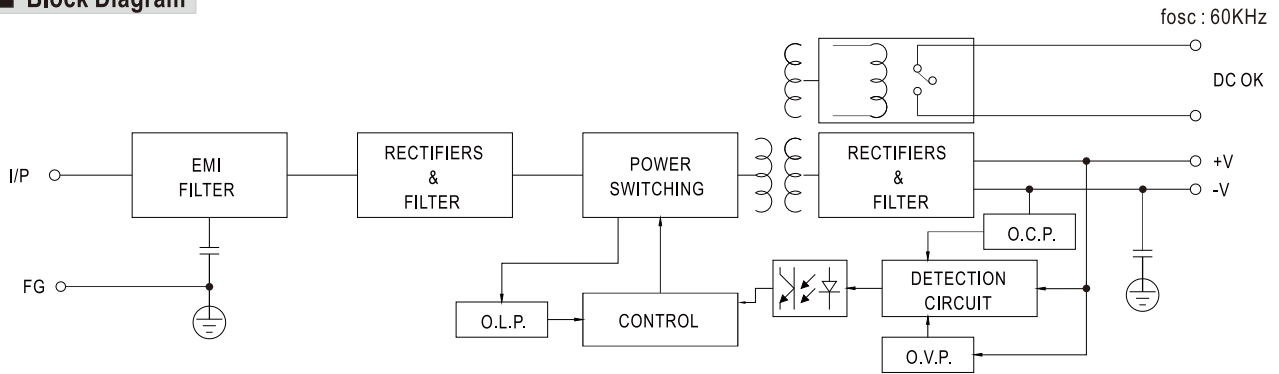 Block Diagram
fosc : 60KHz
DC OK
I/P
EMI
FILTER
RECTIFIERS
&
FILTER
POWER
SWITCHING
RECTIFIERS
&
FILTER
+V
-V
O.C.P.
FG
O.L.P.
CONTROL
DETECTION
CIRCUIT
O.V.P.